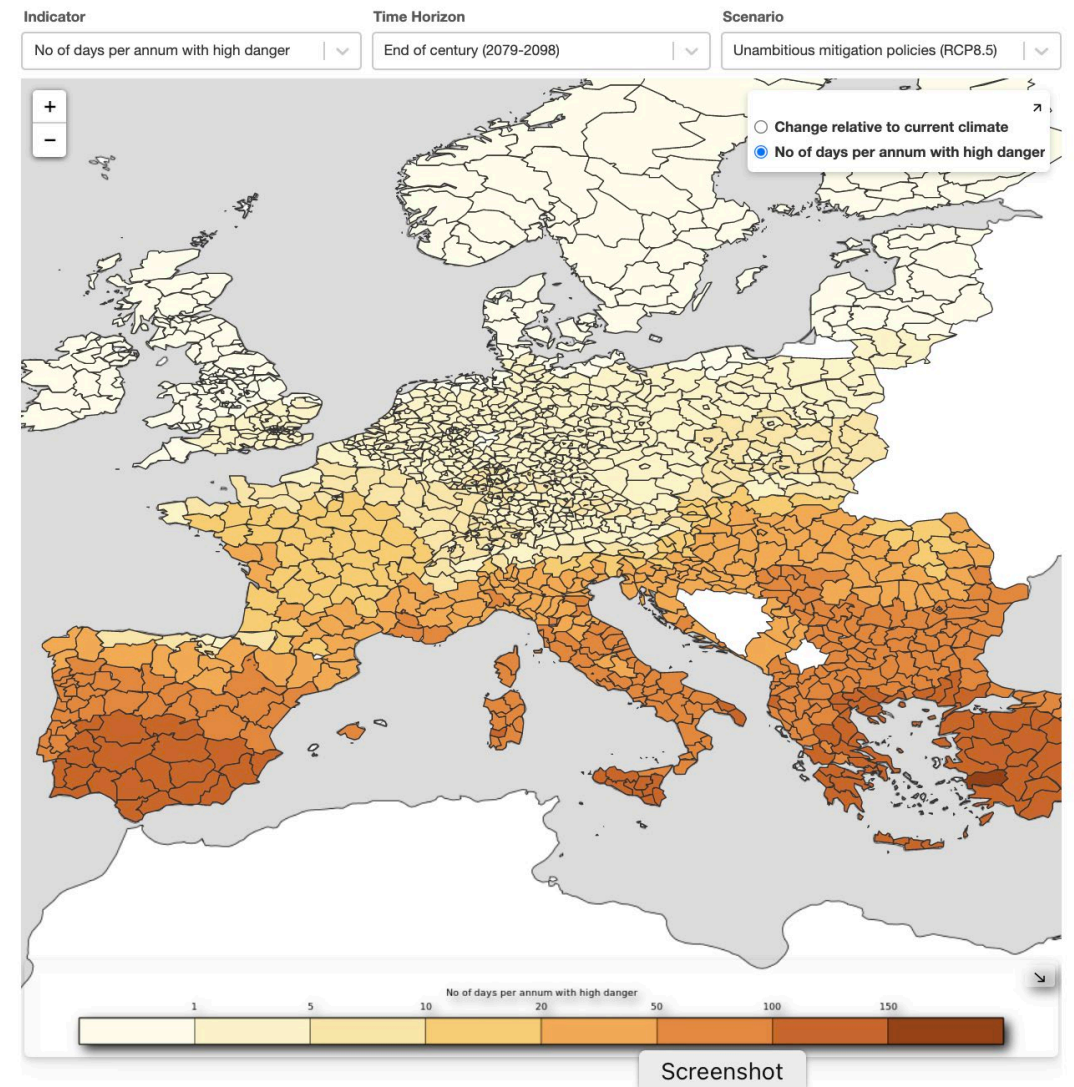 Indicator Time Horizon Scenario
No of days per annum with high danger End of century (2079-2098) Unambitious mitigation policies (RCP8.5)
+
−
Change relative to current climate
No of days per annum with high danger
No of days per annum with high danger
1 5 10 20 50 100 150
Screenshot